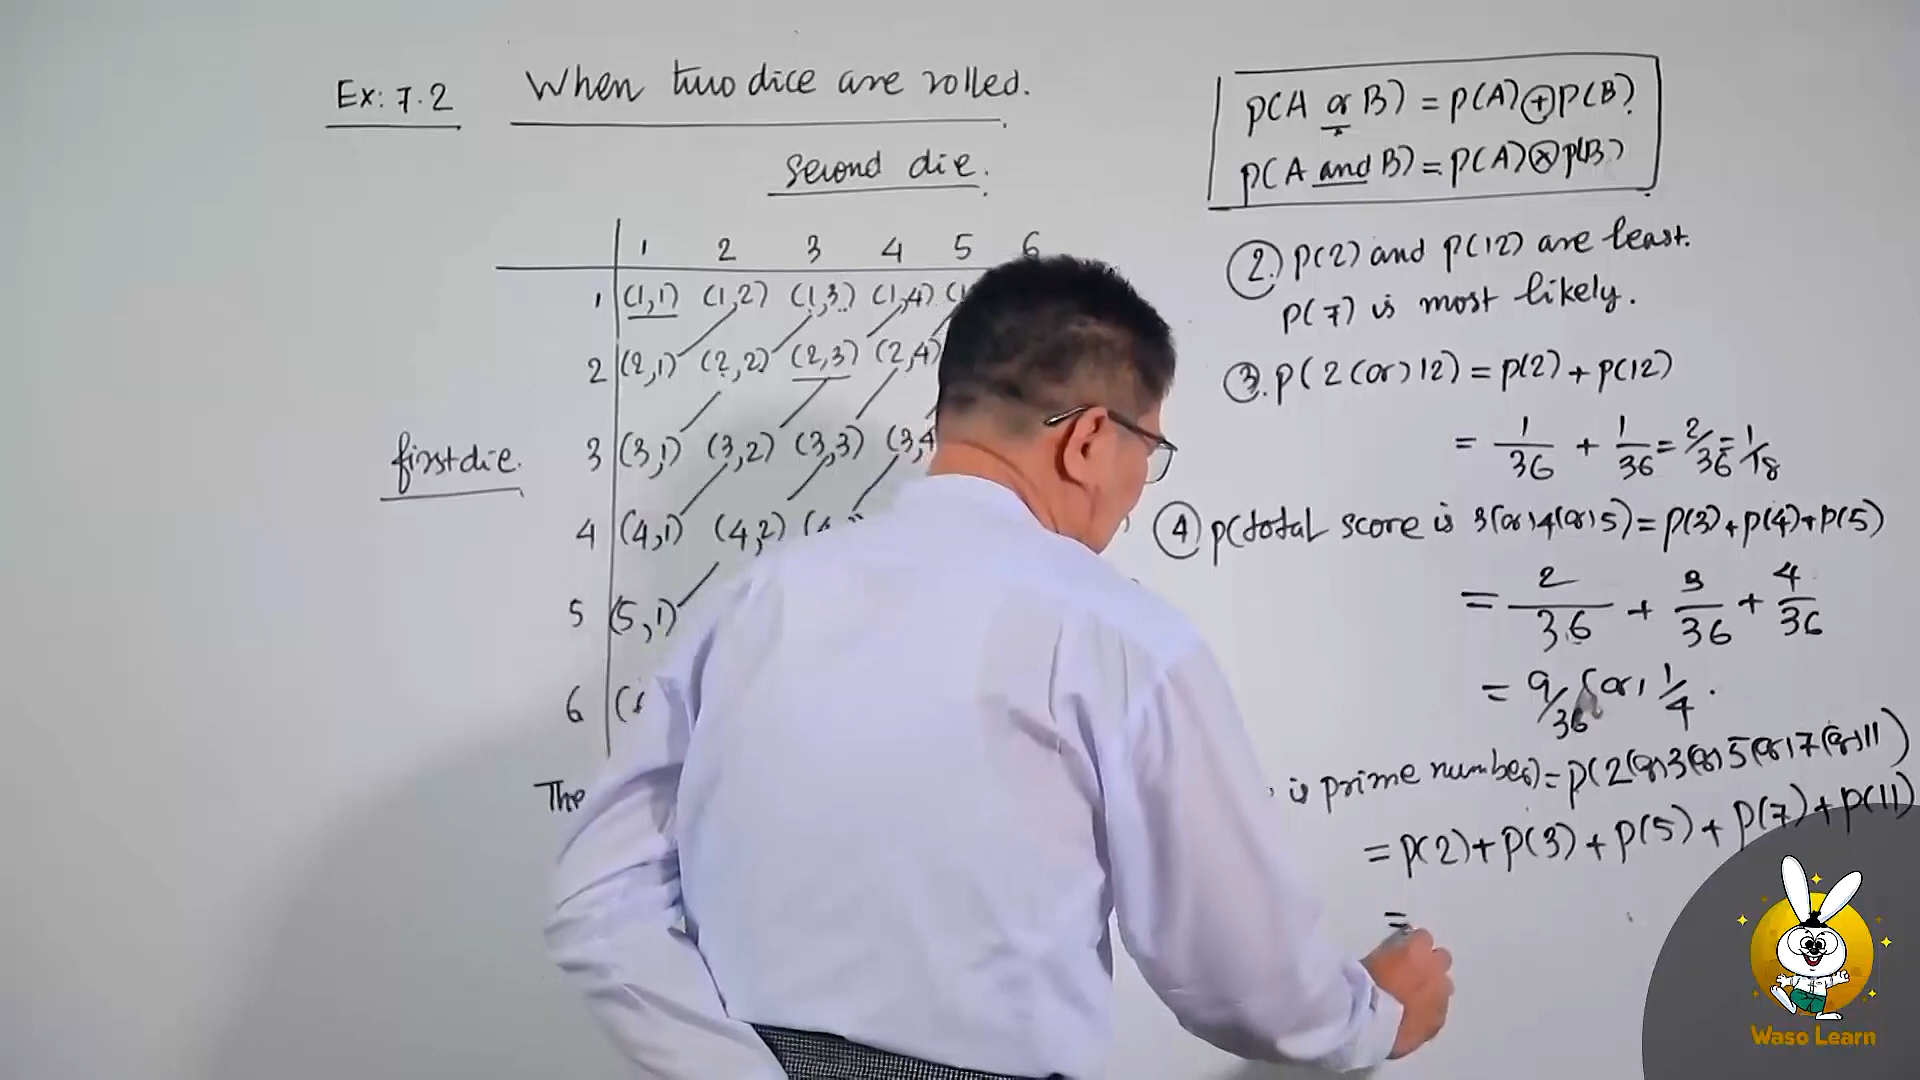 Ex: 7.2 When two dice are rolled.
Second die.
1 2 3 4 5 6
1 (1,1) (1,2) (1,3) (1,4) (1
2 (2,1) (2,2) (2,3) (2,4)
first die. 3 (3,1) (3,2) (3,3) (3,4
4 (4,1) (4,2)
5 (5,1)
6
The
P(A or B) = P(A) ⊕ P(B)
P(A and B) = P(A) ⊗ P(B)
2. P(2) and P(12) are least.
P(7) is most likely.
3. P(2 (or) 12) = P(2) + P(12)
= 1/36 + 1/36 = 2/36 = 1/18
4 P(total score is 3 (or) 4 (or) 5) = P(3) + P(4) + P(5)
= 2/36 + 3/36 + 4/36
= 9/36 (or) 1/4.
is prime number) = P(2 (or) 3 (or) 5 (or) 7 (or) 11)
= P(2) + P(3) + P(5) + P(7) + P(11)
=
Waso Learn